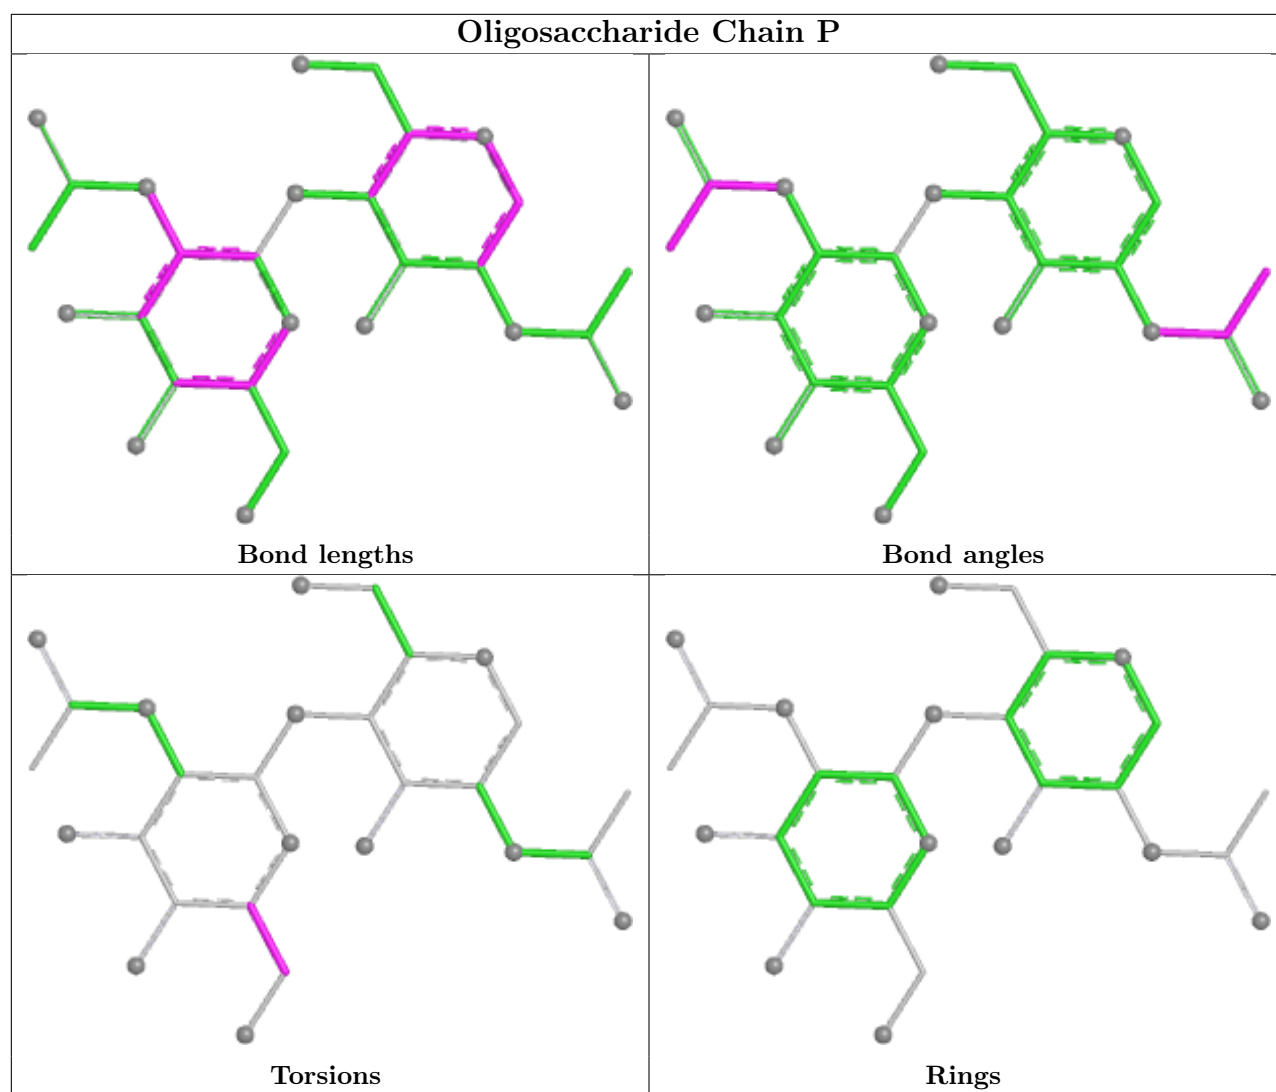 Oligosaccharide Chain P
Bond lengths
Bond angles
Torsions
Rings